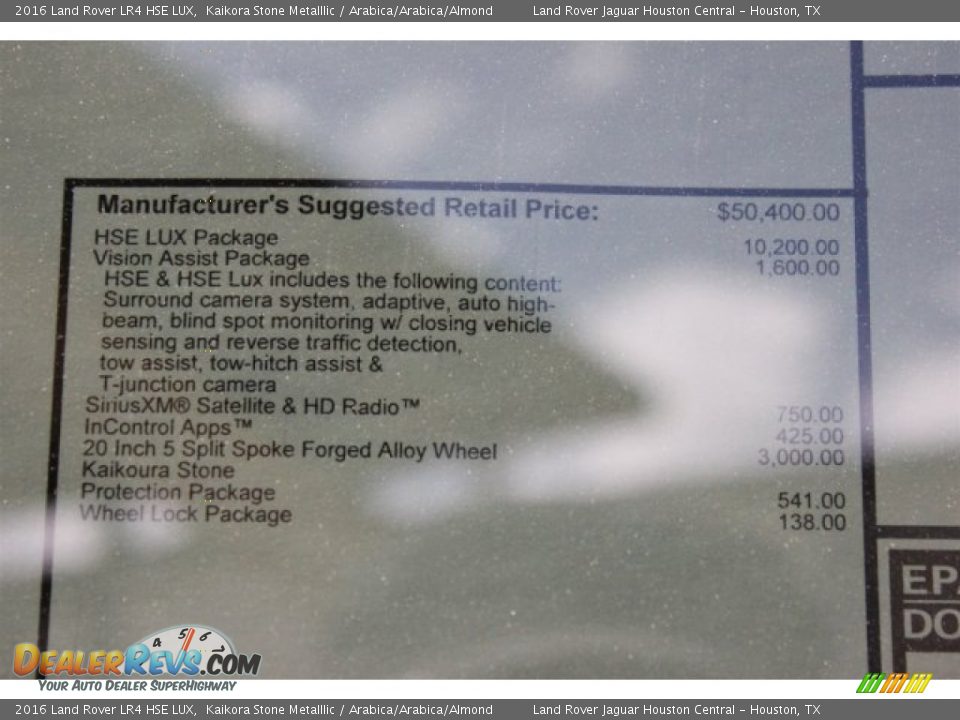 2016 Land Rover LR4 HSE LUX, Kaikora Stone Metalllic / Arabica/Arabica/Almond Land Rover Jaguar Houston Central - Houston, TX
Manufacturer's Suggested Retail Price: $50,400.00
HSE LUX Package 10,200.00
Vision Assist Package 1,600.00
HSE & HSE Lux includes the following content:
Surround camera system, adaptive, auto high-
beam, blind spot monitoring w/ closing vehicle
sensing and reverse traffic detection,
tow assist, tow-hitch assist &
T-junction camera
SiriusXM® Satellite & HD Radio™ 750.00
InControl Apps™ 425.00
20 Inch 5 Split Spoke Forged Alloy Wheel 3,000.00
Kaikoura Stone
Protection Package 541.00
Wheel Lock Package 138.00
EPA
DO
4 5 6
DealerRevs.com
Your Auto Dealer SuperHighway
2016 Land Rover LR4 HSE LUX, Kaikora Stone Metalllic / Arabica/Arabica/Almond Land Rover Jaguar Houston Central - Houston, TX